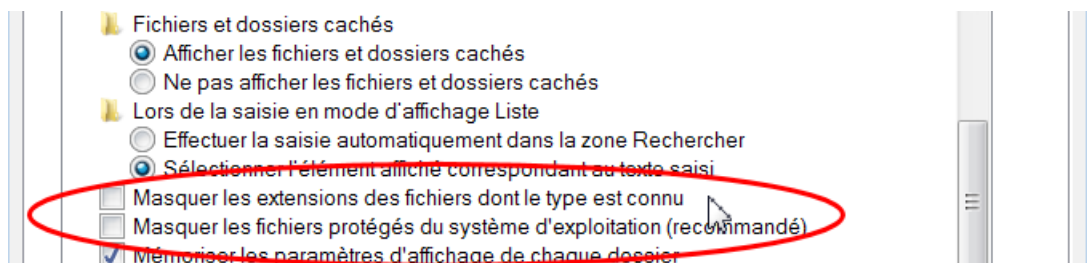 Fichiers et dossiers cachés
Afficher les fichiers et dossiers cachés
Ne pas afficher les fichiers et dossiers cachés
Lors de la saisie en mode d'affichage Liste
Effectuer la saisie automatiquement dans la zone Rechercher
Sélectionner l'élément affiché correspondant au texte saisi
Masquer les extensions des fichiers dont le type est connu
Masquer les fichiers protégés du système d'exploitation (recommandé)
Mémoriser les paramètres d'affichage de chaque dossier